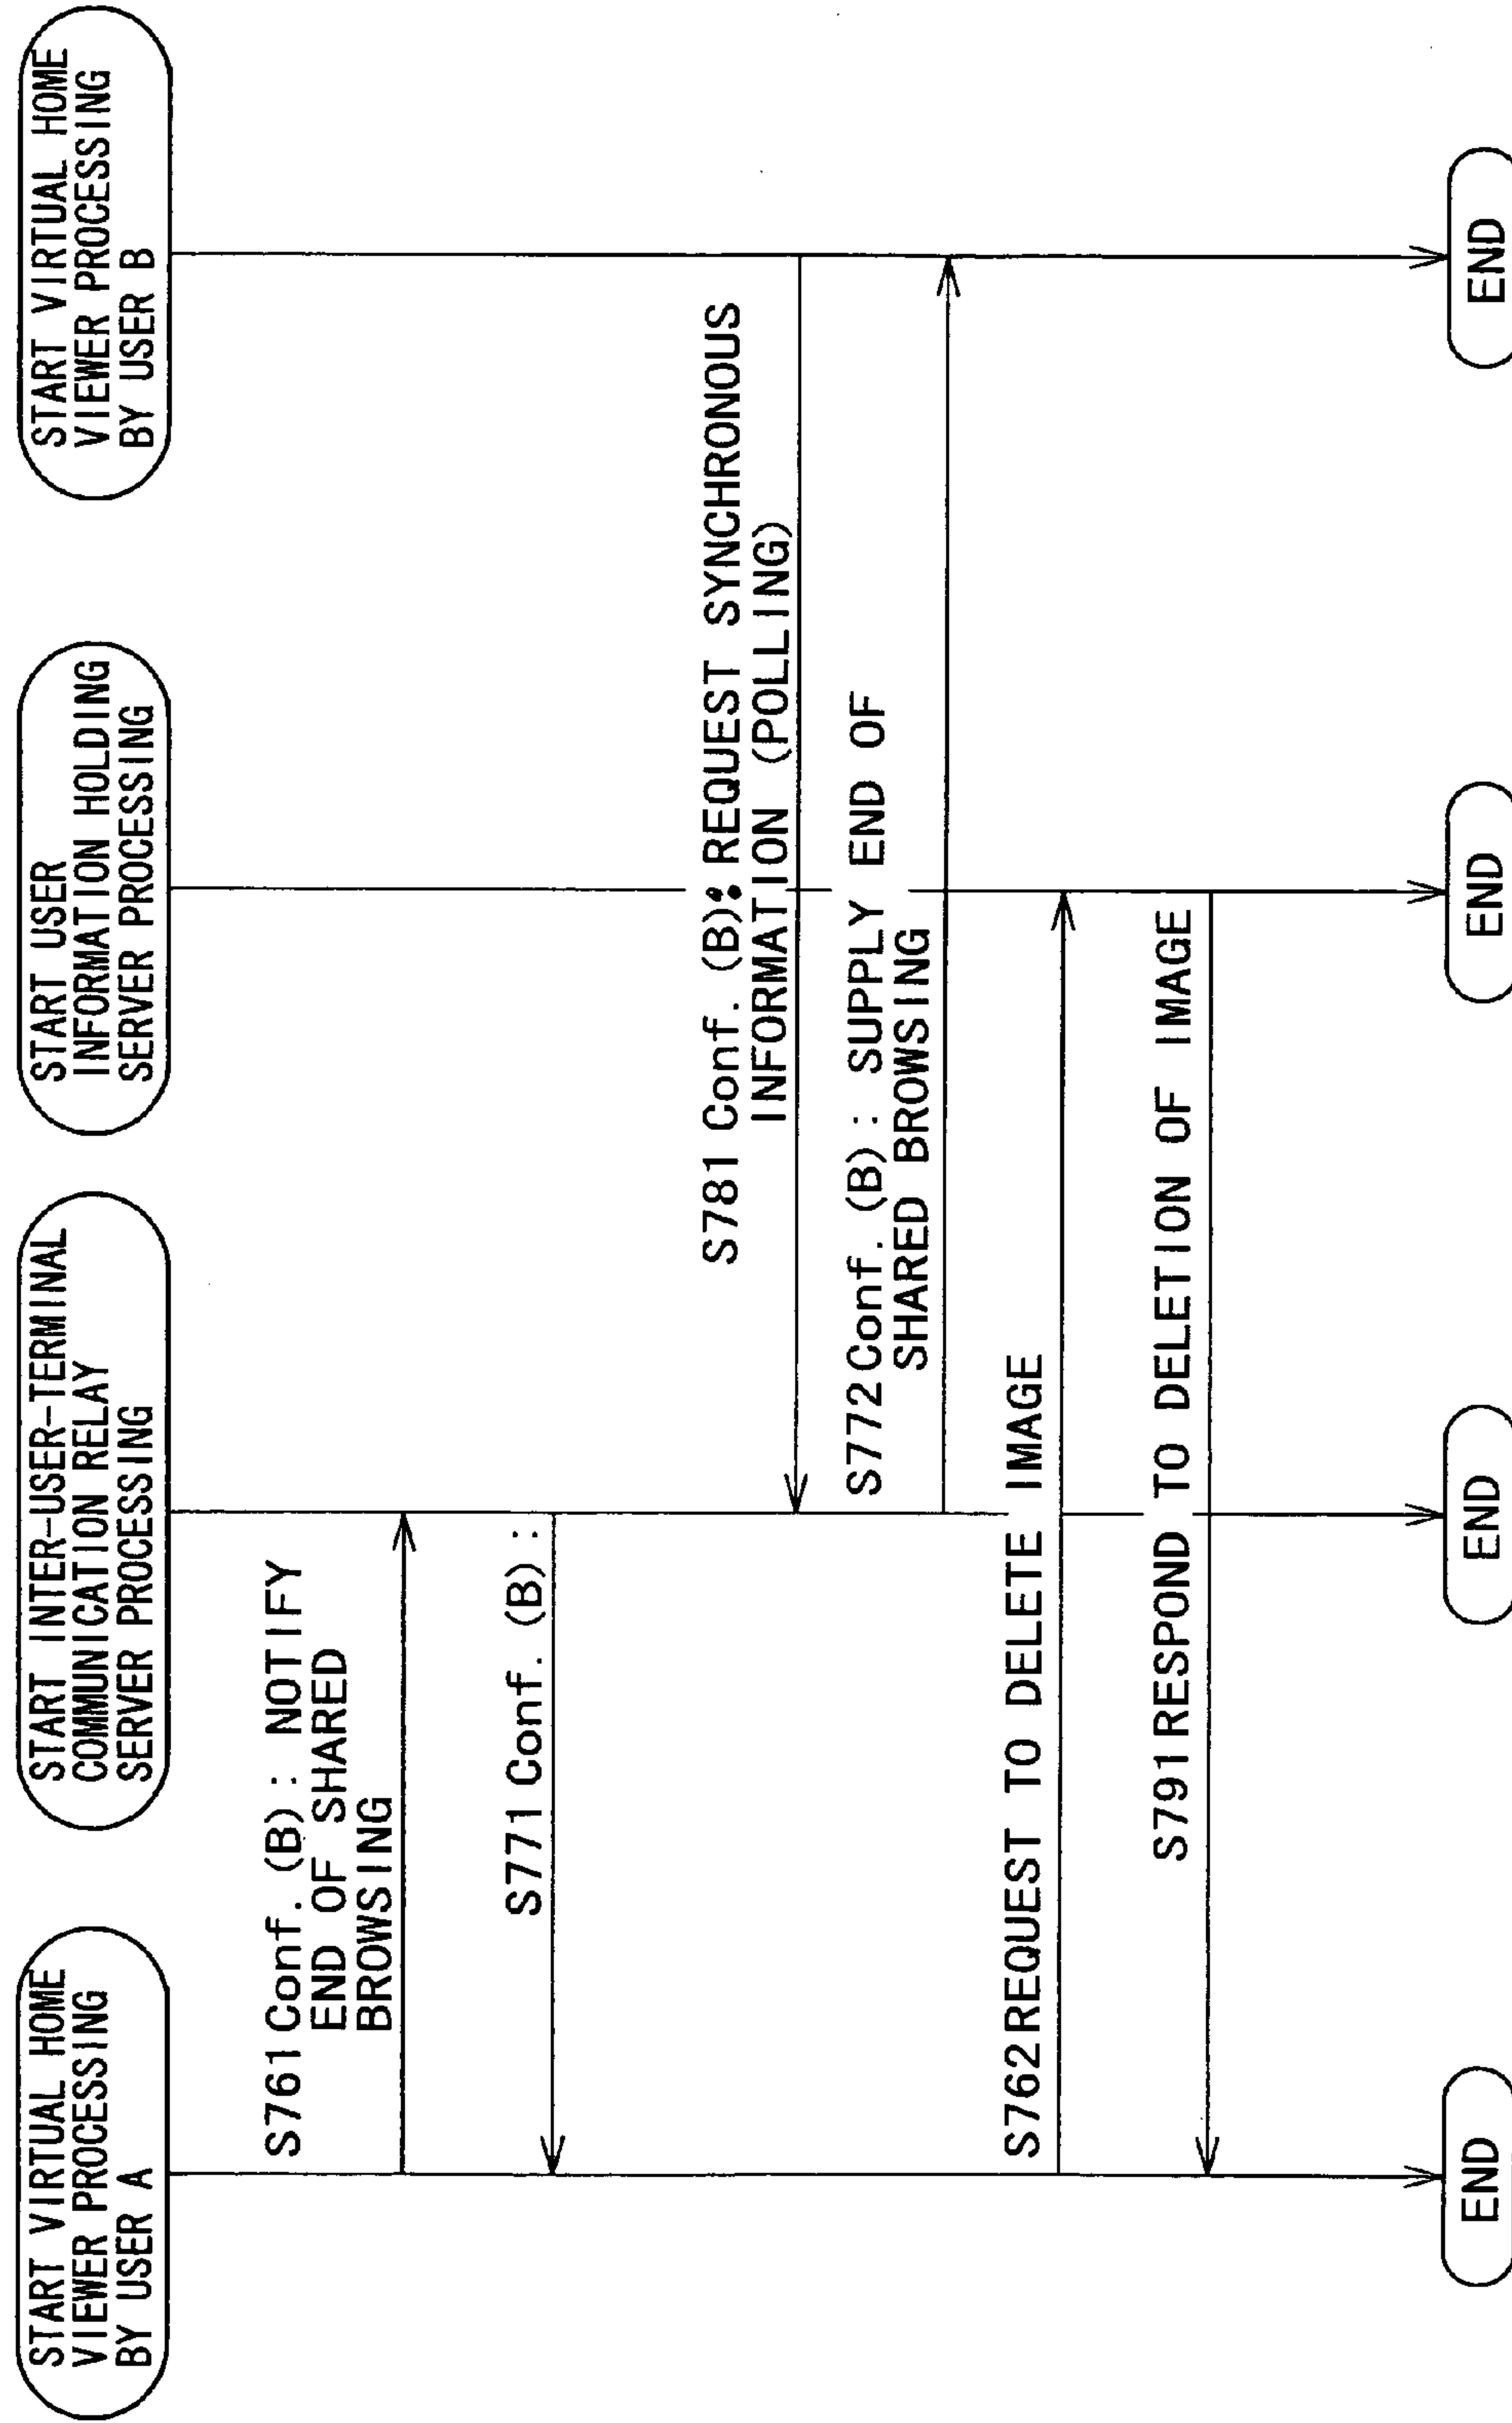 START VIRTUAL HOME
VIEWER PROCESSING
BY USER A
START INTER-USER-TERMINAL
COMMUNICATION RELAY
SERVER PROCESSING
START USER
INFORMATION HOLDING
SERVER PROCESSING
START VIRTUAL HOME
VIEWER PROCESSING
BY USER B
S761 Conf. (B) : NOTIFY
END OF SHARED
BROWSING
S771 Conf. (B) :
S781 Conf. (B): REQUEST SYNCHRONOUS
INFORMATION (POLLING)
S772 Conf. (B) : SUPPLY END OF
SHARED BROWSING
S762 REQUEST TO DELETE IMAGE
S791 RESPOND TO DELETION OF IMAGE
END
END
END
END